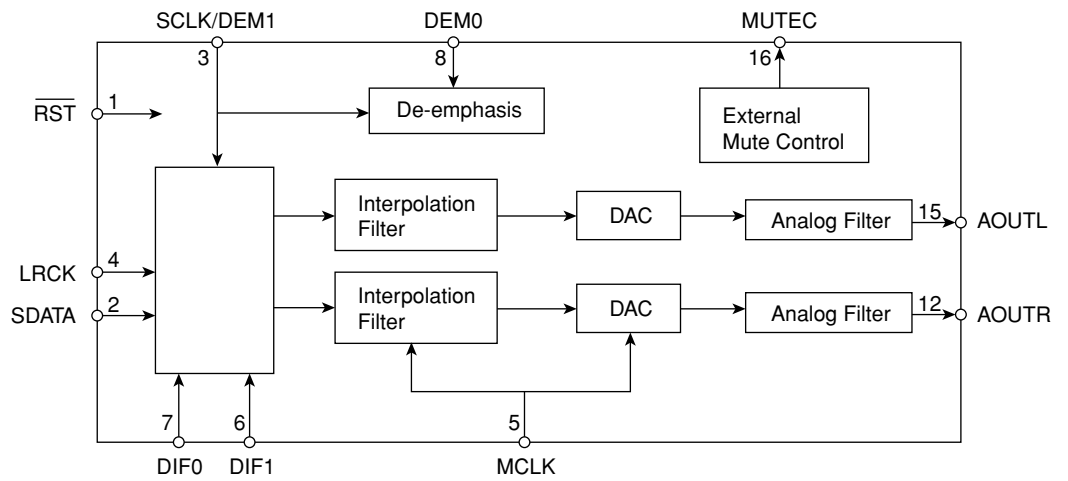 SCLK/DEM1
DEM0
MUTEC
3
8
16
RST
1
De-emphasis
External
Mute Control
Interpolation
Filter
DAC
Analog Filter
15
AOUTL
LRCK
4
SDATA
2
Interpolation
Filter
DAC
Analog Filter
12
AOUTR
7
6
5
DIF0
DIF1
MCLK